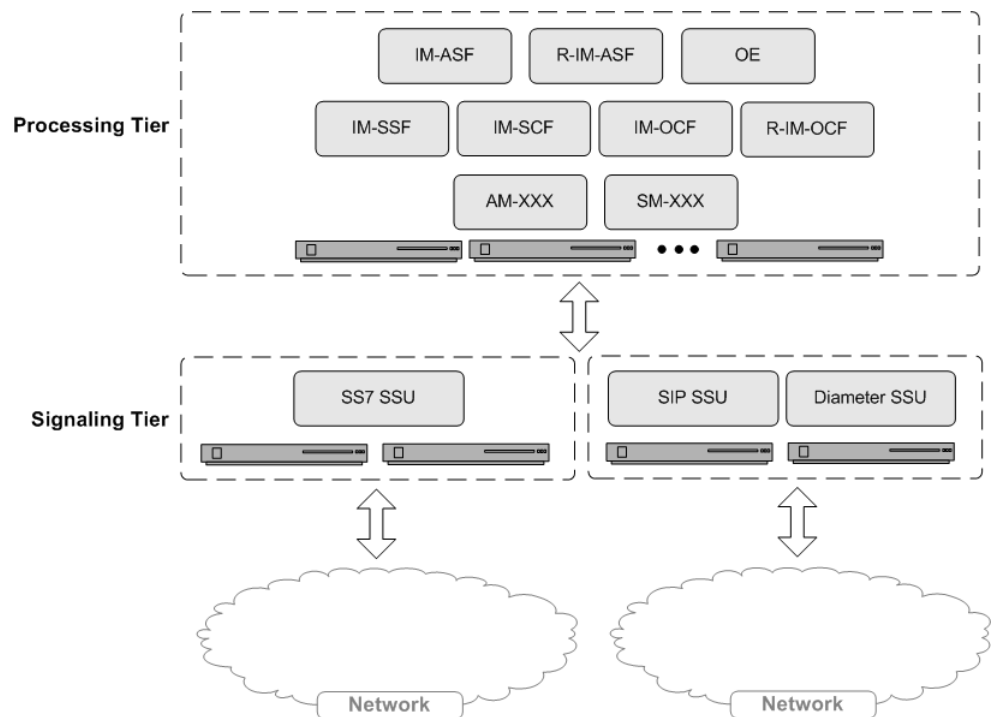 IM-ASF
R-IM-ASF
OE
Processing Tier
IM-SSF
IM-SCF
IM-OCF
R-IM-OCF
AM-XXX
SM-XXX
Signaling Tier
SS7 SSU
SIP SSU
Diameter SSU
Network
Network